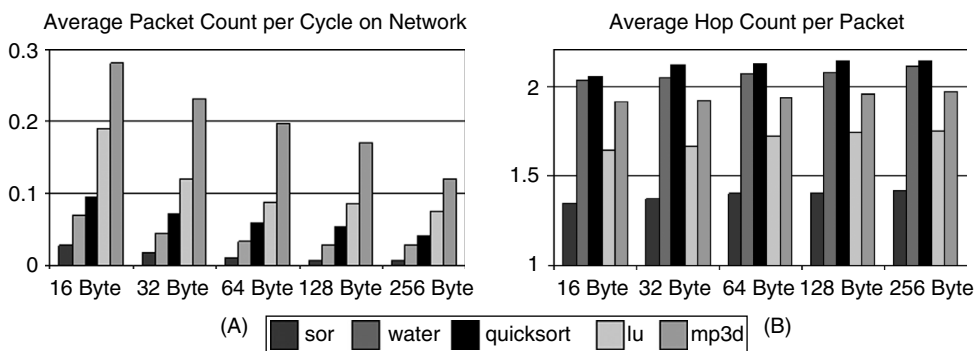 Average Packet Count per Cycle on Network
0.3
0.2
0.1
0
16 Byte 32 Byte 64 Byte 128 Byte 256 Byte
(A)
Average Hop Count per Packet
2
1.5
1
16 Byte 32 Byte 64 Byte 128 Byte 256 Byte
(B)
sor water quicksort lu mp3d